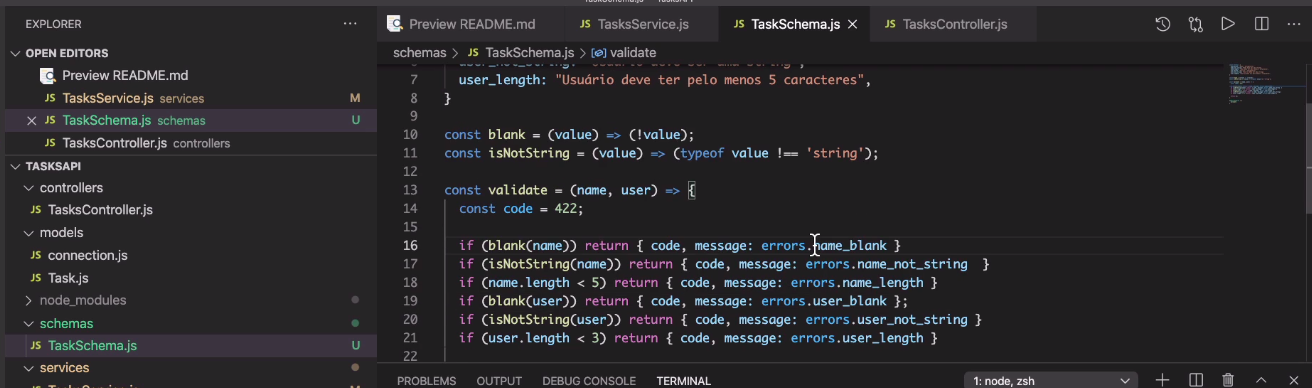 EXPLORER ...
OPEN EDITORS
Preview README.md
JS TasksService.js services M
JS TaskSchema.js schemas U
JS TasksController.js controllers
TASKSAPI
controllers
JS TasksController.js
models
JS connection.js
JS Task.js
node_modules
schemas
JS TaskSchema.js U
services
Preview README.md
JS TasksService.js
JS TaskSchema.js
JS TasksController.js
schemas > JS TaskSchema.js > validate
7 user_length: "Usuário deve ter pelo menos 5 caracteres",
8 }
9
10 const blank = (value) => (!value);
11 const isNotString = (value) => (typeof value !== 'string');
12
13 const validate = (name, user) => {
14 const code = 422;
15
16 if (blank(name)) return { code, message: errors.name_blank }
17 if (isNotString(name)) return { code, message: errors.name_not_string  }
18 if (name.length < 5) return { code, message: errors.name_length }
19 if (blank(user)) return { code, message: errors.user_blank };
20 if (isNotString(user)) return { code, message: errors.user_not_string }
21 if (user.length < 3) return { code, message: errors.user_length }
22
PROBLEMS OUTPUT DEBUG CONSOLE TERMINAL 1: node, zsh